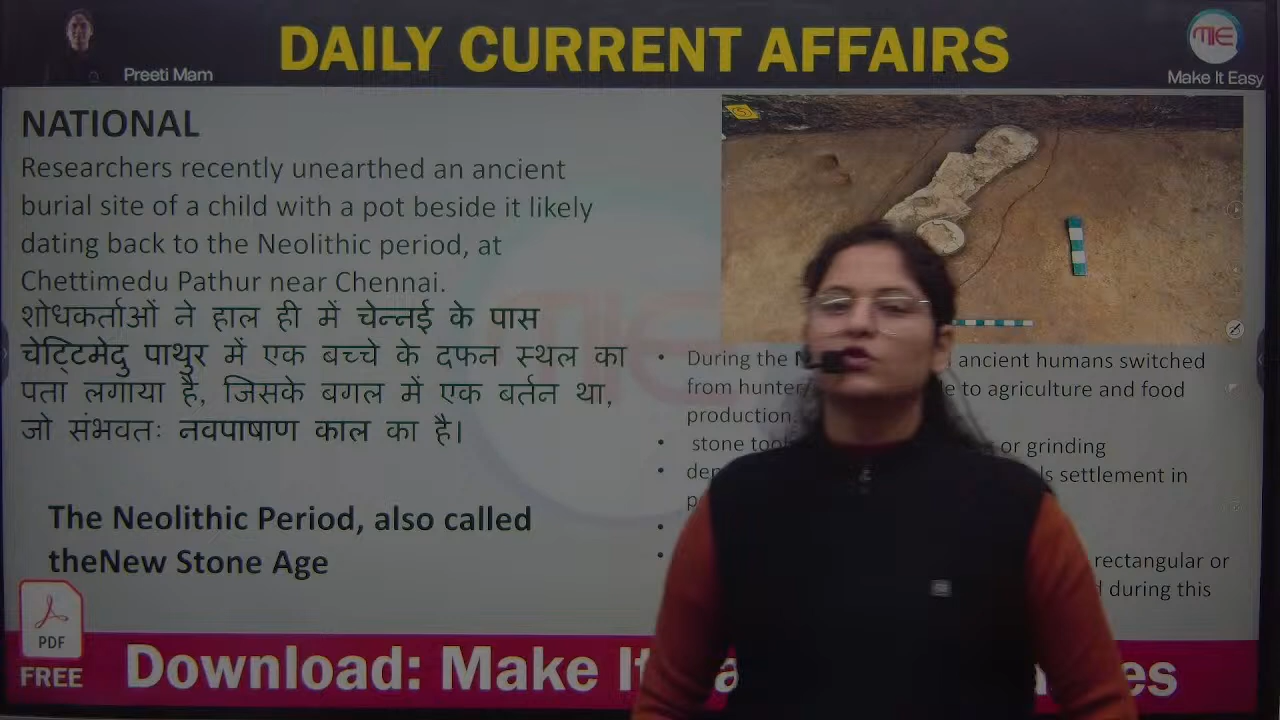 Preeti Mam
DAILY CURRENT AFFAIRS
MIE
Make It Easy
NATIONAL
Researchers recently unearthed an ancient
burial site of a child with a pot beside it likely
dating back to the Neolithic period, at
Chettimedu Pathur near Chennai.
शोधकर्ताओं ने हाल ही में चेन्नई के पास
चेट्टिमेदु पाथुर में एक बच्चे के दफन स्थल का
पता लगाया है, जिसके बगल में एक बर्तन था,
जो संभवतः नवपाषाण काल का है।
The Neolithic Period, also called
theNew Stone Age
5
• During the ancient humans switched
from to agriculture and food
production.
• stone or grinding
• settlement in
•
• rectangular or
during this
PDF
FREE
Download: Make